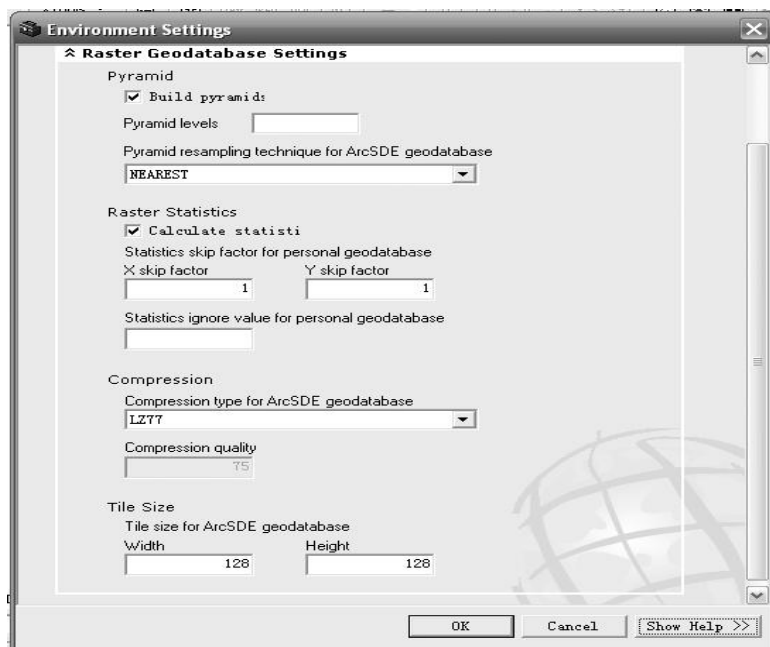 Environment Settings
Raster Geodatabase Settings
Pyramid
Build pyramids
Pyramid levels
Pyramid resampling technique for ArcSDE geodatabase
NEAREST
Raster Statistics
Calculate statisti
Statistics skip factor for personal geodatabase
X skip factor Y skip factor
1 1
Statistics ignore value for personal geodatabase
Compression
Compression type for ArcSDE geodatabase
LZ77
Compression quality
75
Tile Size
Tile size for ArcSDE geodatabase
Width Height
128 128
OK Cancel Show Help >>